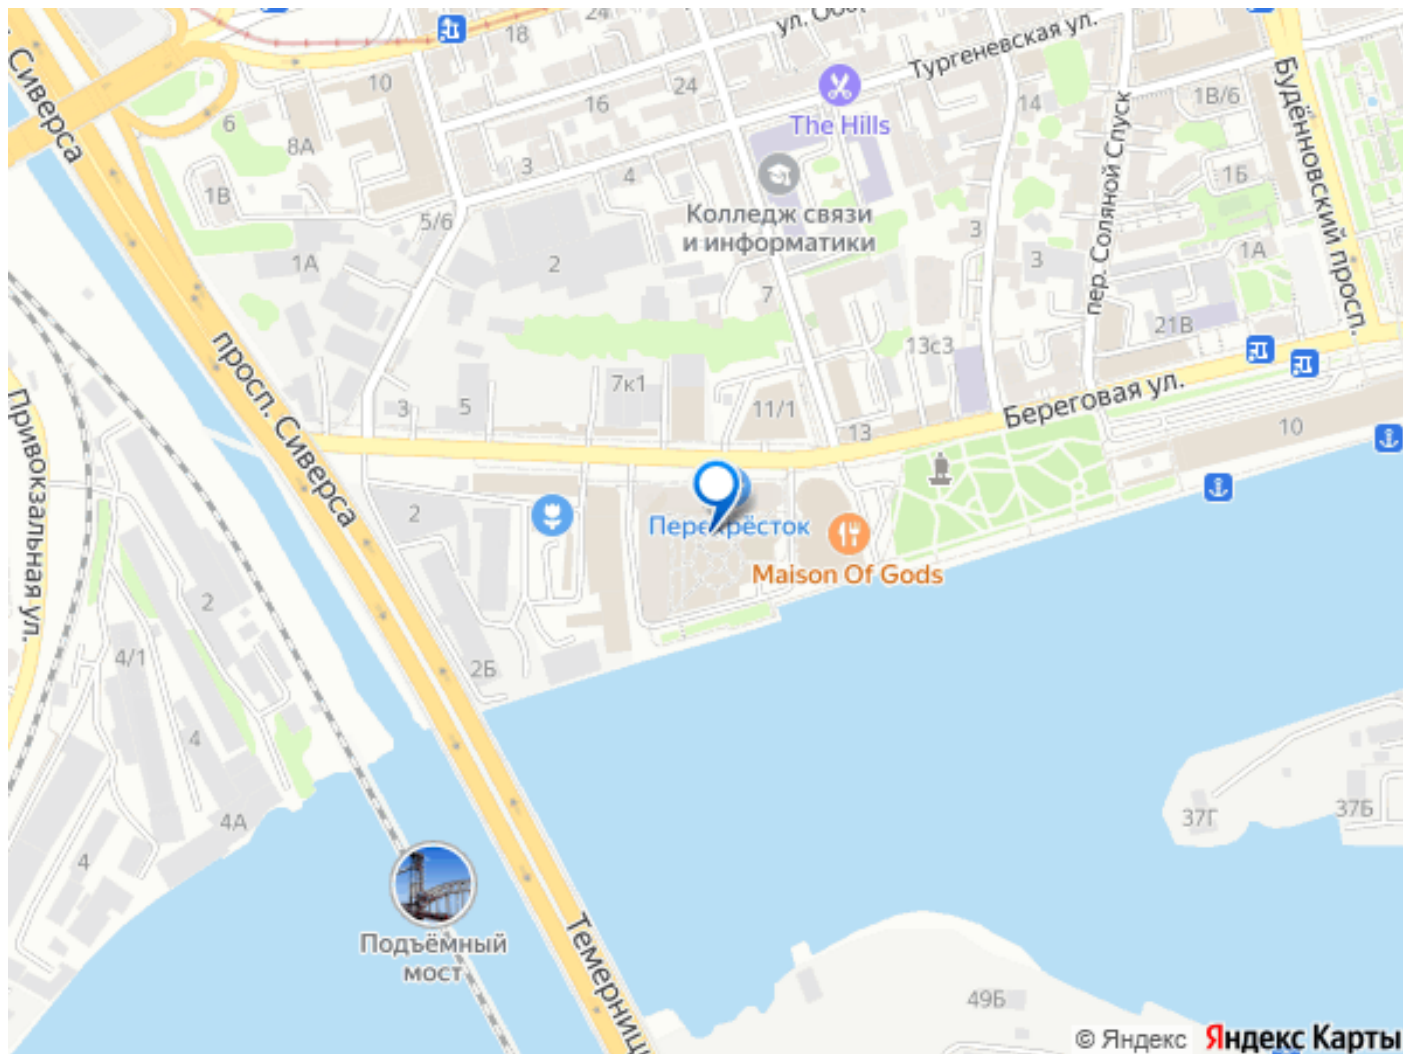 24
ул. Обор
18
Тургеневская ул.
Сиверса
10
24
16
The Hills
14
1В/6
Будённовский просп.
6
8А
3
4
1В
Колледж связи
и информатики
пер. Соляной Спуск
1Б
5/6
1А
2
3
3
1А
7
21В
просп. Сиверса
13с3
7к1
Привокзальная ул.
3
5
11/1
Береговая ул.
13
10
2
Перекрёсток
Maison Of Gods
2
4/1
2Б
4
4А
4
37Г
37Б
Подъёмный
мост
Темерниц
49Б
© Яндекс
Яндекс Карты